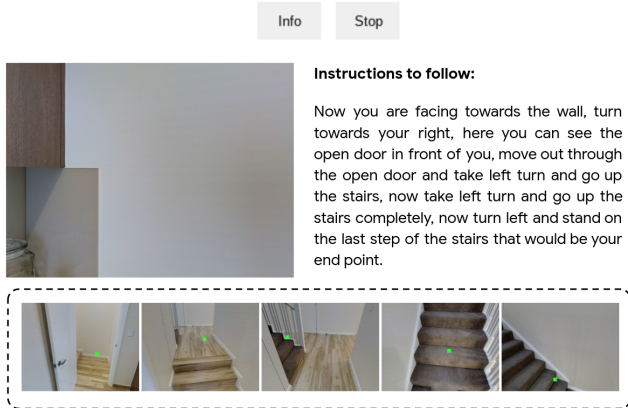 Info
Stop
Instructions to follow:
Now you are facing towards the wall, turn
towards your right, here you can see the
open door in front of you, move out through
the open door and take left turn and go up
the stairs, now take left turn and go up the
stairs completely, now turn left and stand on
the last step of the stairs that would be your
end point.